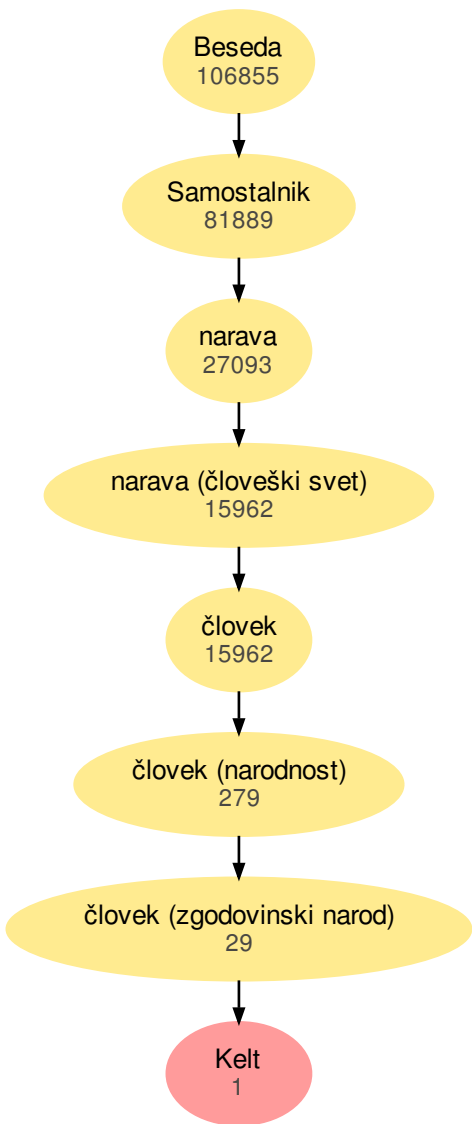 Beseda
106855
Samostalnik
81889
narava
27093
narava (človeški svet)
15962
človek
15962
človek (narodnost)
279
človek (zgodovinski narod)
29
Kelt
1